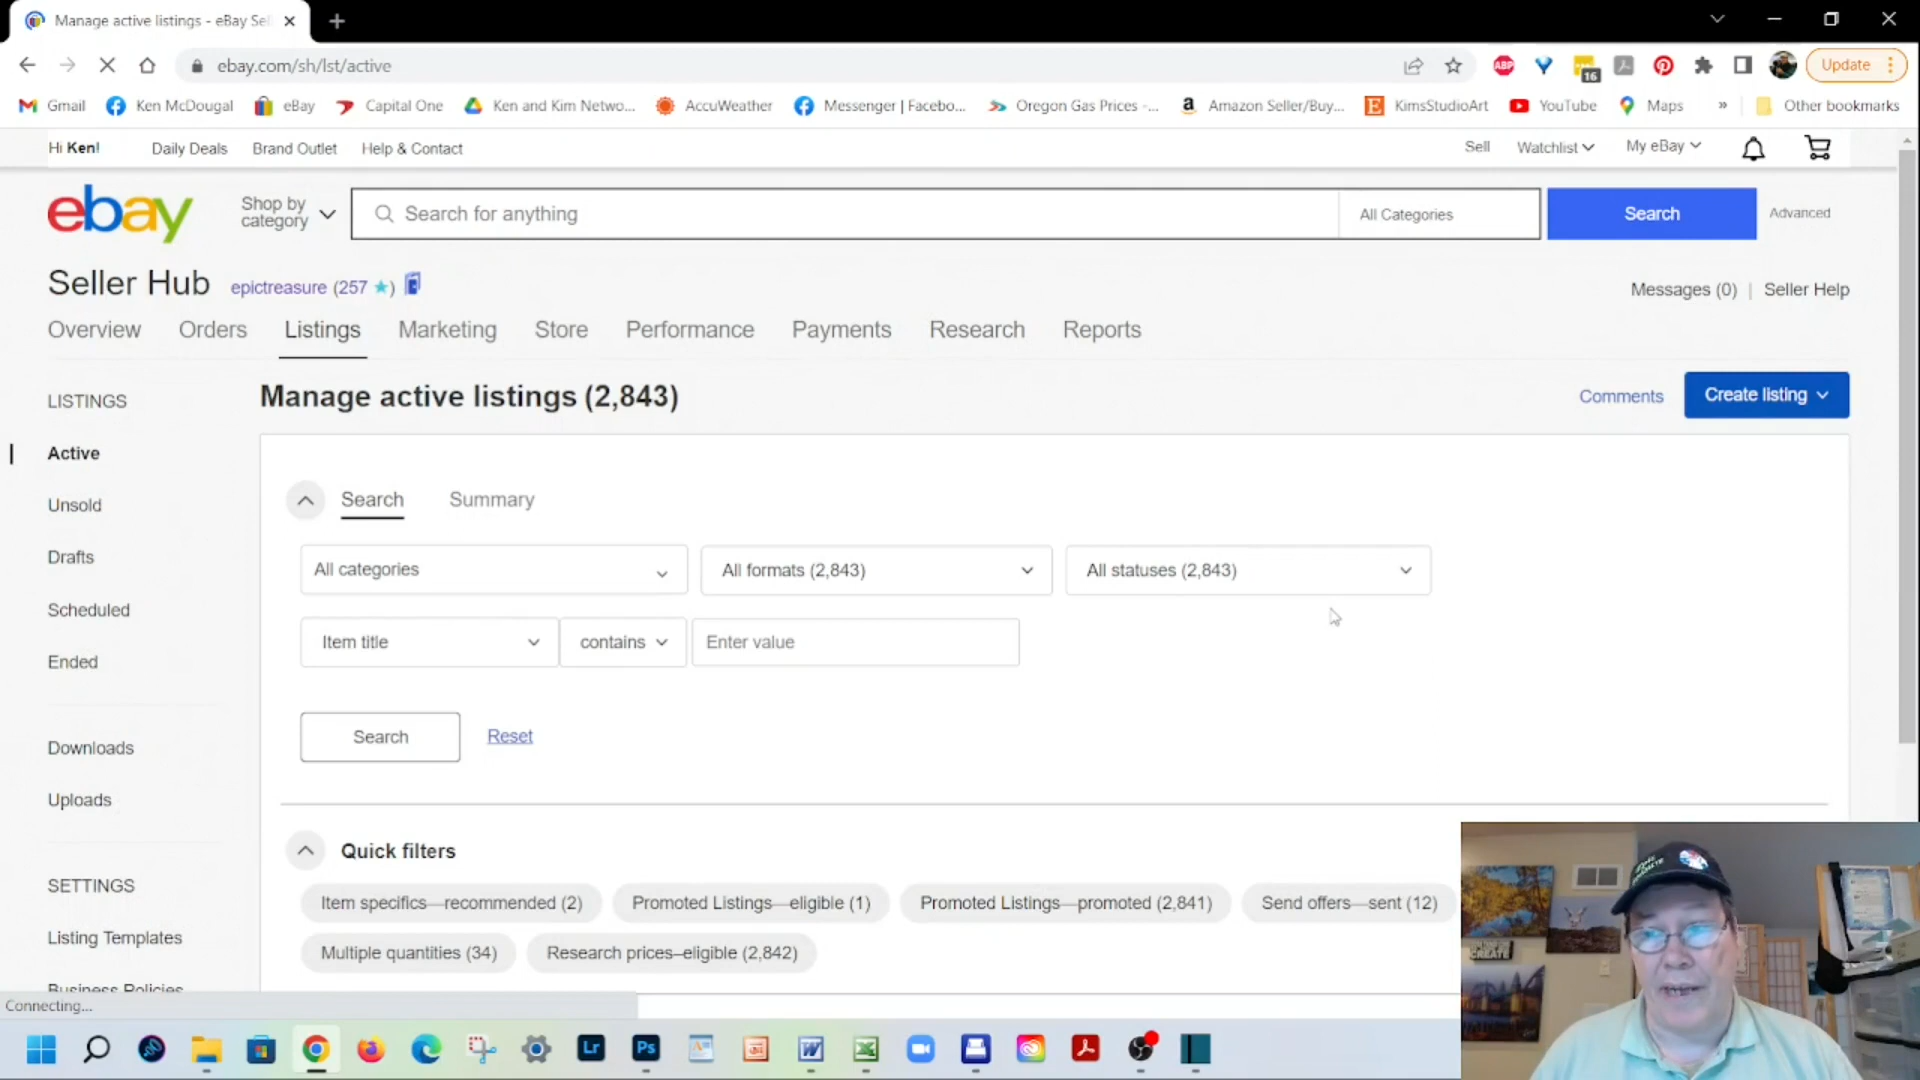 Manage active listings - eBay Sel
ebay.com/sh/lst/active
ABP
16
Update
Gmail
Ken McDougal
eBay
Capital One
Ken and Kim Netwo...
AccuWeather
Messenger | Facebo...
Oregon Gas Prices -...
Amazon Seller/Buy...
KimsStudioArt
YouTube
Maps
»
Other bookmarks
Hi Ken!
Daily Deals
Brand Outlet
Help & Contact
Sell
Watchlist
My eBay
ebay
Shop by
category
Search for anything
All Categories
Search
Advanced
Seller Hub
epictreasure (257 ★)
Messages (0) | Seller Help
Overview
Orders
Listings
Marketing
Store
Performance
Payments
Research
Reports
LISTINGS
Active
Unsold
Drafts
Scheduled
Ended
Downloads
Uploads
SETTINGS
Listing Templates
Business Policies
Manage active listings (2,843)
Comments
Create listing
Search
Summary
All categories
All formats (2,843)
All statuses (2,843)
Item title
contains
Enter value
Search
Reset
Quick filters
Item specifics—recommended (2)
Promoted Listings—eligible (1)
Promoted Listings—promoted (2,841)
Send offers—sent (12)
Multiple quantities (34)
Research prices–eligible (2,842)
Connecting...
CREATE
Lr
Ps